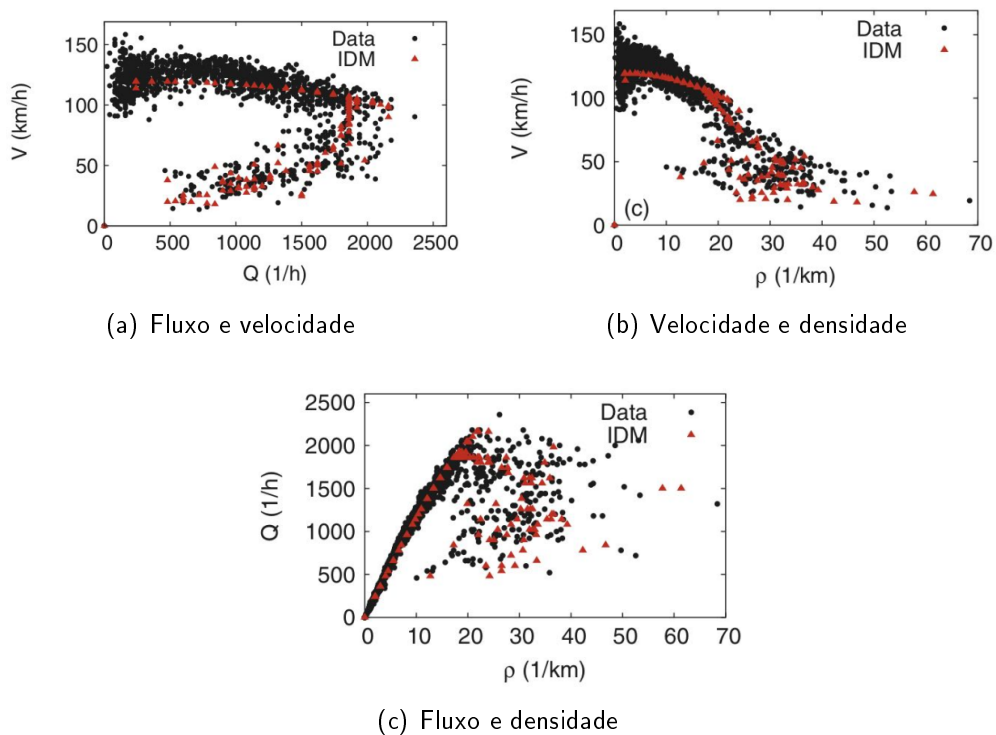 150
100
50
0
V (km/h)
Data
IDM
0 500 1000 1500 2000 2500
Q (1/h)
(a) Fluxo e velocidade
150
100
50
0
V (km/h)
Data
IDM
(c)
0 10 20 30 40 50 60 70
ρ (1/km)
(b) Velocidade e densidade
2500
2000
1500
1000
500
0
Q (1/h)
Data
IDM
0 10 20 30 40 50 60 70
ρ (1/km)
(c) Fluxo e densidade